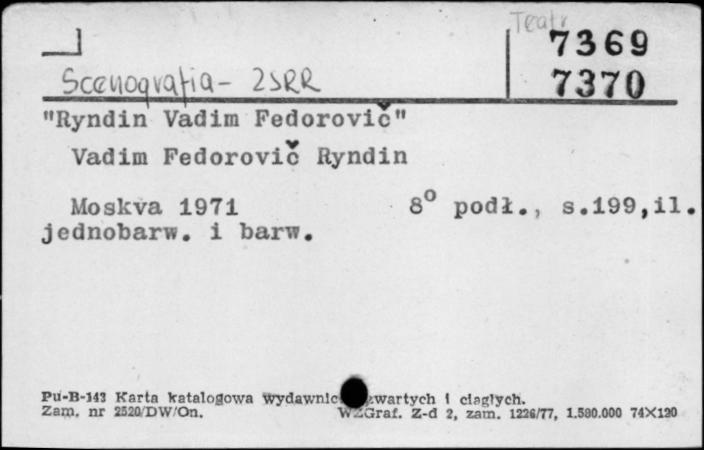 Teatr
7369
Scenografia - ZSRR 7370
"Ryndin Vadim Fedorovič"
Vadim Fedorovič Ryndin
Moskva 1971 8° podł., s.199,il.
jednobarw. i barw.
Pu-B-143 Karta katalogowa wydawnic wartych i ciągłych.
Zam. nr 2520/DW/On. WZGraf. Z-d 2, zam. 1226/77, 1.580.000 74X120